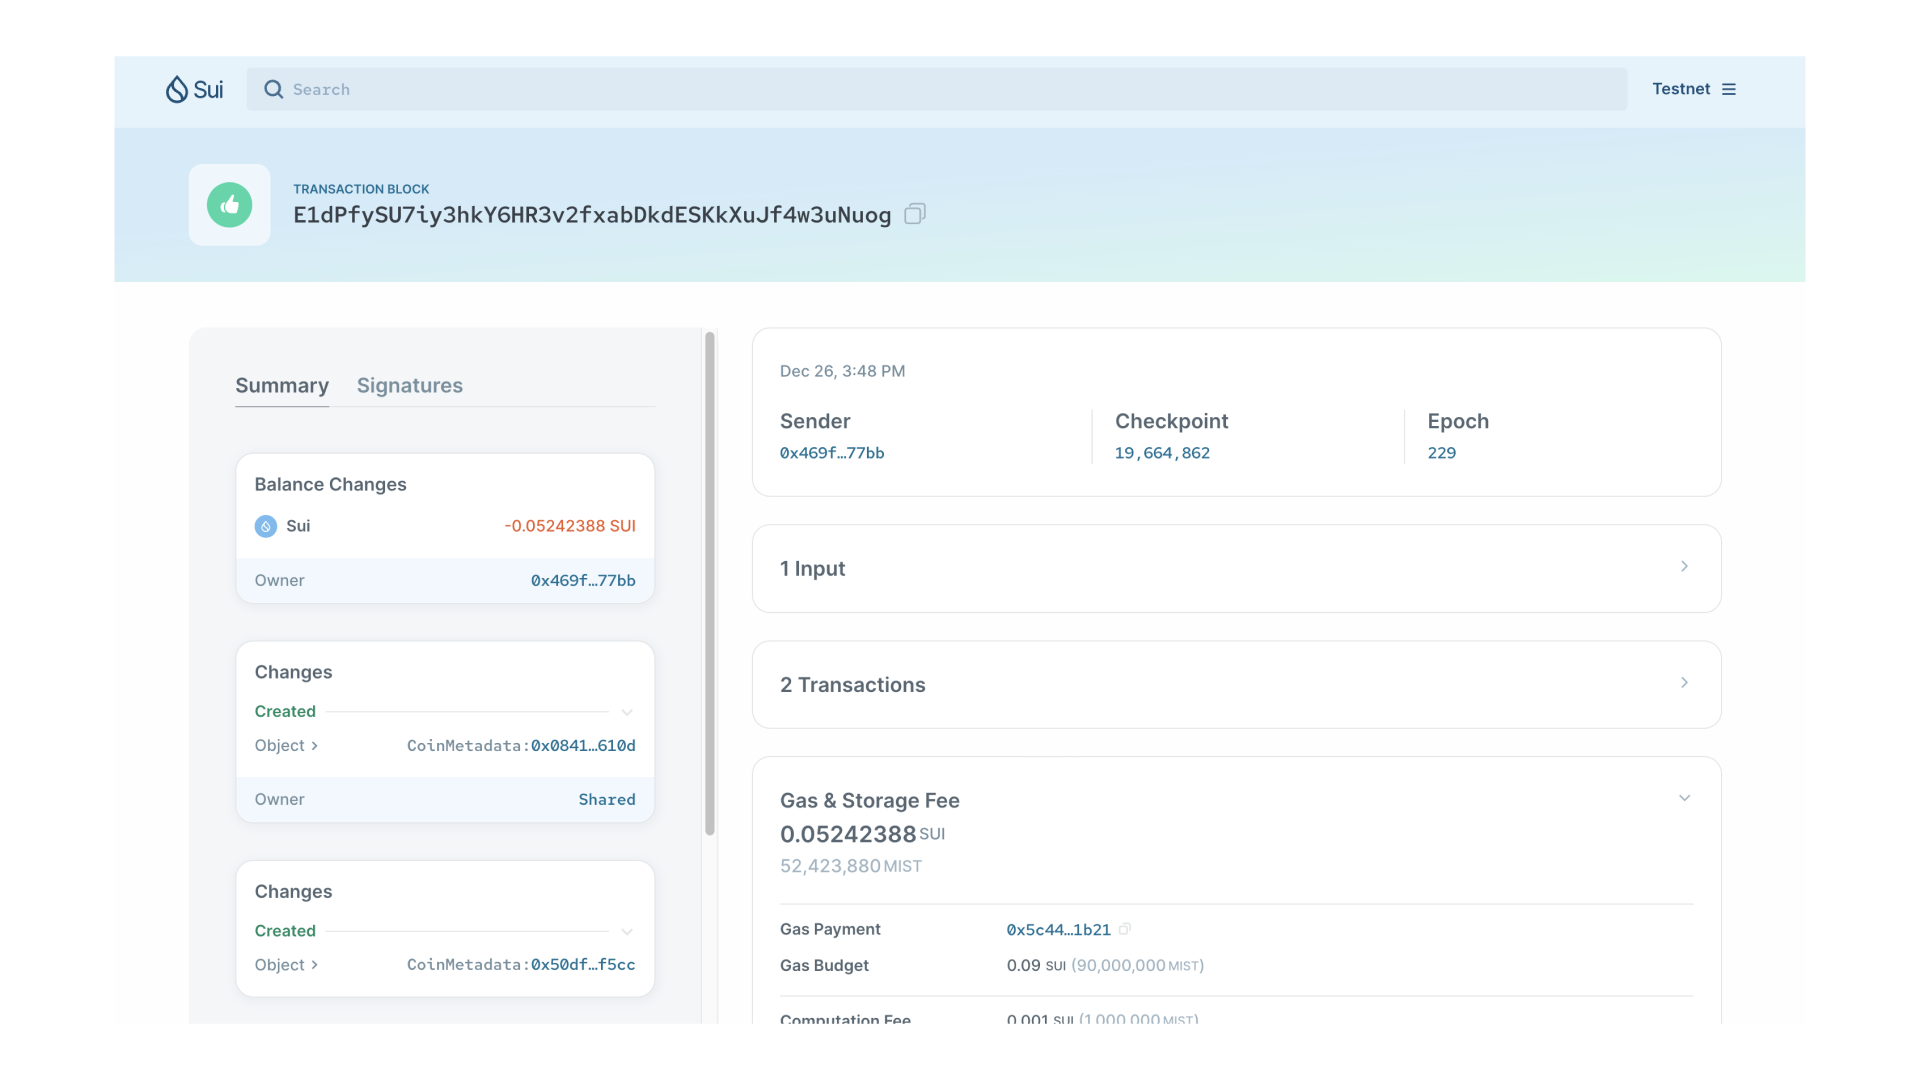 Sui
Search
Testnet
TRANSACTION BLOCK
E1dPfySU7iy3hkY6HR3v2fxabDkdESKkXuJf4w3uNuog
Summary
Signatures
Balance Changes
Sui
-0.05242388 SUI
Owner
0x469f…77bb
Changes
Created
Object
CoinMetadata:0x0841…610d
Owner
Shared
Changes
Created
Object
CoinMetadata:0x50df…f5cc
Dec 26, 3:48 PM
Sender
0x469f…77bb
Checkpoint
19,664,862
Epoch
229
1 Input
2 Transactions
Gas & Storage Fee
0.05242388 SUI
52,423,880 MIST
Gas Payment
0x5c44…1b21
Gas Budget
0.09 SUI (90,000,000 MIST)
Computation Fee
0.001 SUI (1,000,000 MIST)